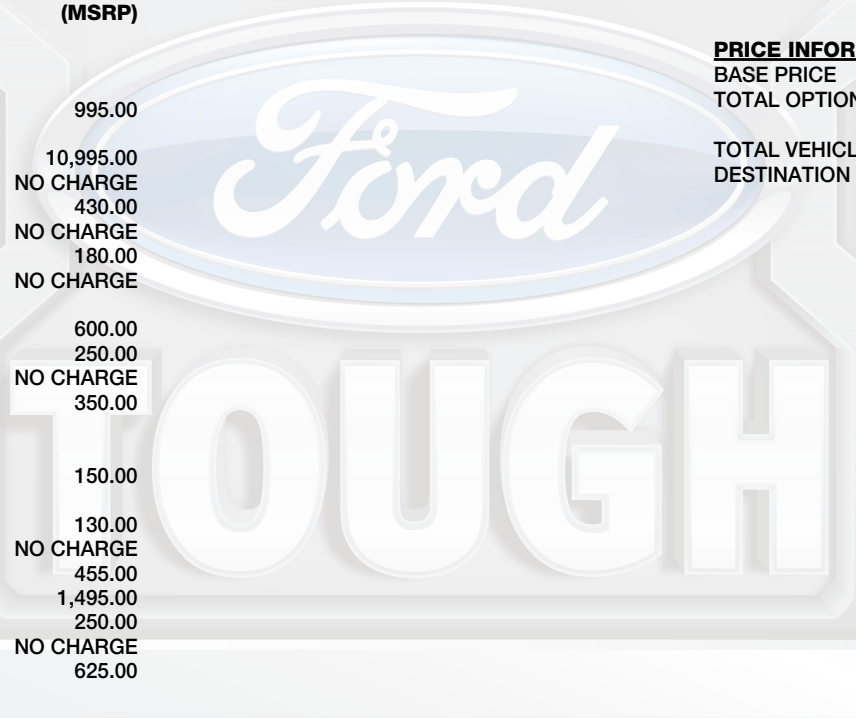 (MSRP)
995.00
10,995.00
NO CHARGE
430.00
NO CHARGE
180.00
NO CHARGE
600.00
250.00
NO CHARGE
350.00
150.00
130.00
NO CHARGE
455.00
1,495.00
250.00
NO CHARGE
625.00
PRICE INFOR
BASE PRICE
TOTAL OPTION
TOTAL VEHICL
DESTINATION
Ford
TOUGH